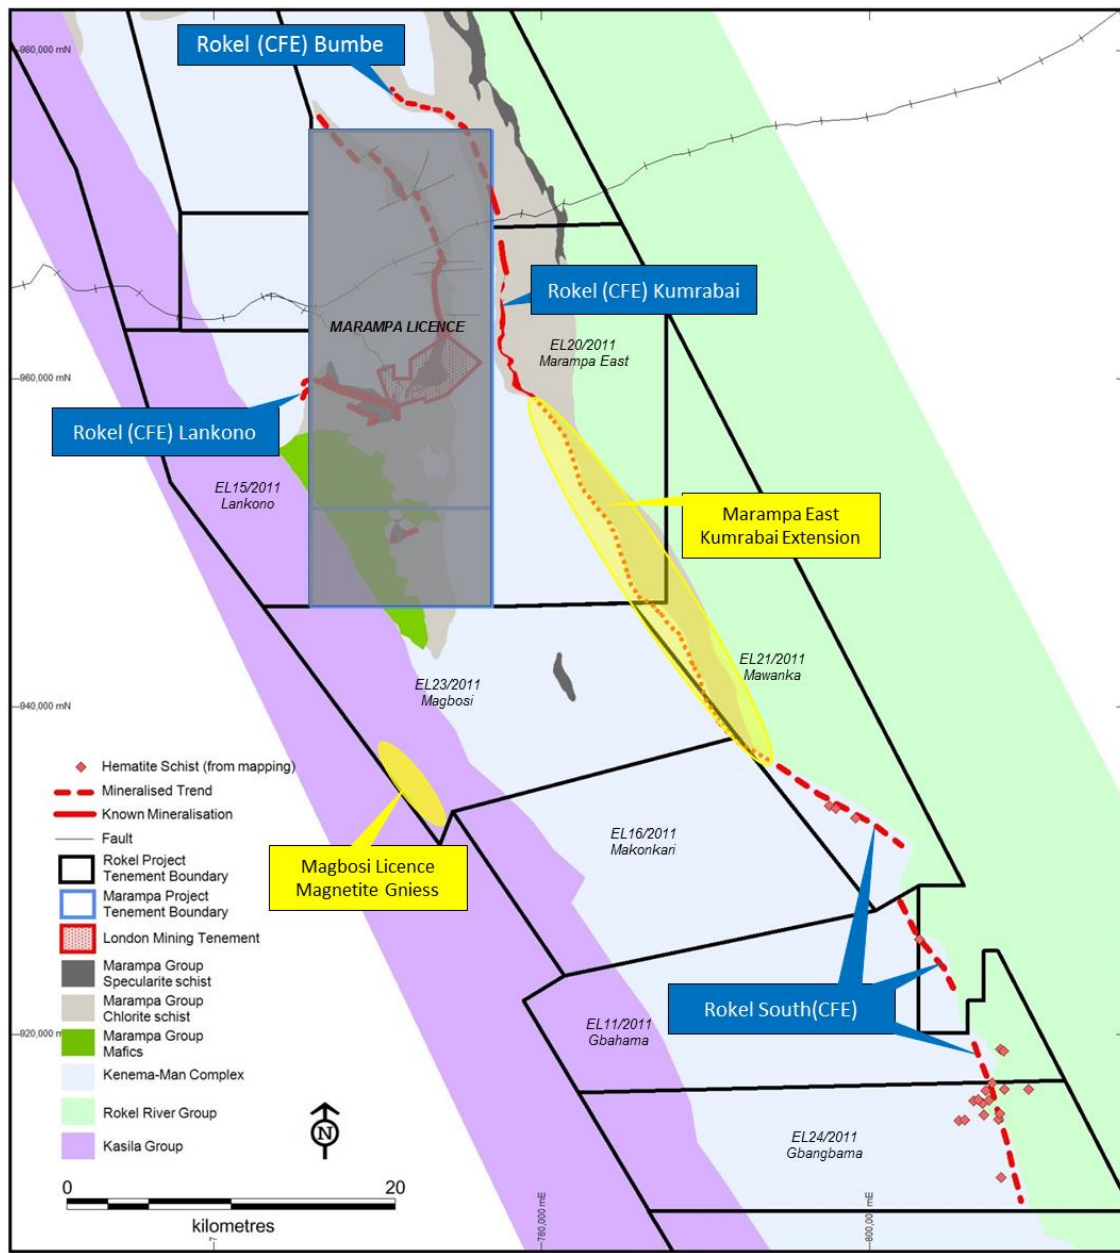 980,000 mN
Rokel (CFE) Bumbe
Rokel (CFE) Kumrabai
MARAMPA LICENCE
EL20/2011
Marampa East
960,000 mN
Rokel (CFE) Lankono
EL15/2011
Lankono
Marampa East
Kumrabai Extension
EL23/2011
Magbosi
EL21/2011
Mawanka
940,000 mN
Hematite Schist (from mapping)
Mineralised Trend
Known Mineralisation
Fault
Rokel Project
Tenement Boundary
Marampa Project
Tenement Boundary
London Mining Tenement
Marampa Group
Specularite schist
Marampa Group
Chlorite schist
Marampa Group
Mafics
Kenema-Man Complex
Rokel River Group
Kasila Group
Magbosi Licence
Magnetite Gniess
EL16/2011
Makonkari
Rokel South(CFE)
920,000 m
EL11/2011
Gbahama
EL24/2011
Gbangbama
N
0 20
kilometres
7
780,000 mE
800,000 mE